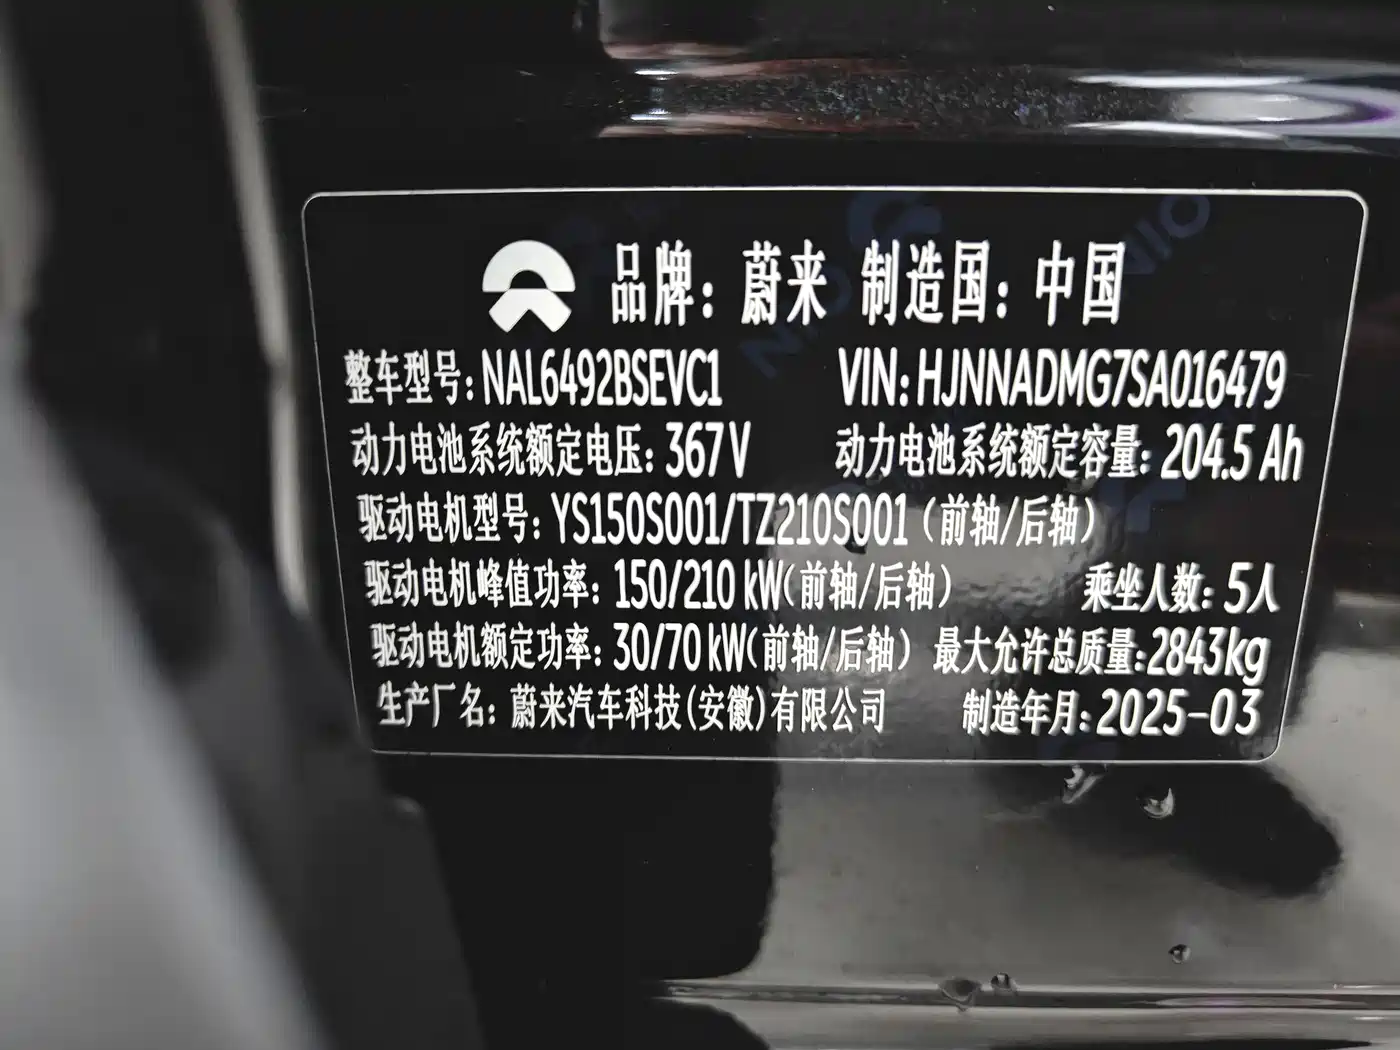 品牌：蔚来 制造国：中国
整车型号：NAL6492BSEVC1 VIN：HJNNADMG7SA016479
动力电池系统额定电压：367V 动力电池系统额定容量：204.5 Ah
驱动电机型号：YS150S001/TZ210S001（前轴/后轴）
驱动电机峰值功率：150/210 kW（前轴/后轴） 乘坐人数：5人
驱动电机额定功率：30/70 kW（前轴/后轴） 最大允许总质量：2843kg
生产厂名：蔚来汽车科技（安徽）有限公司 制造年月：2025-03
NIO
NIO